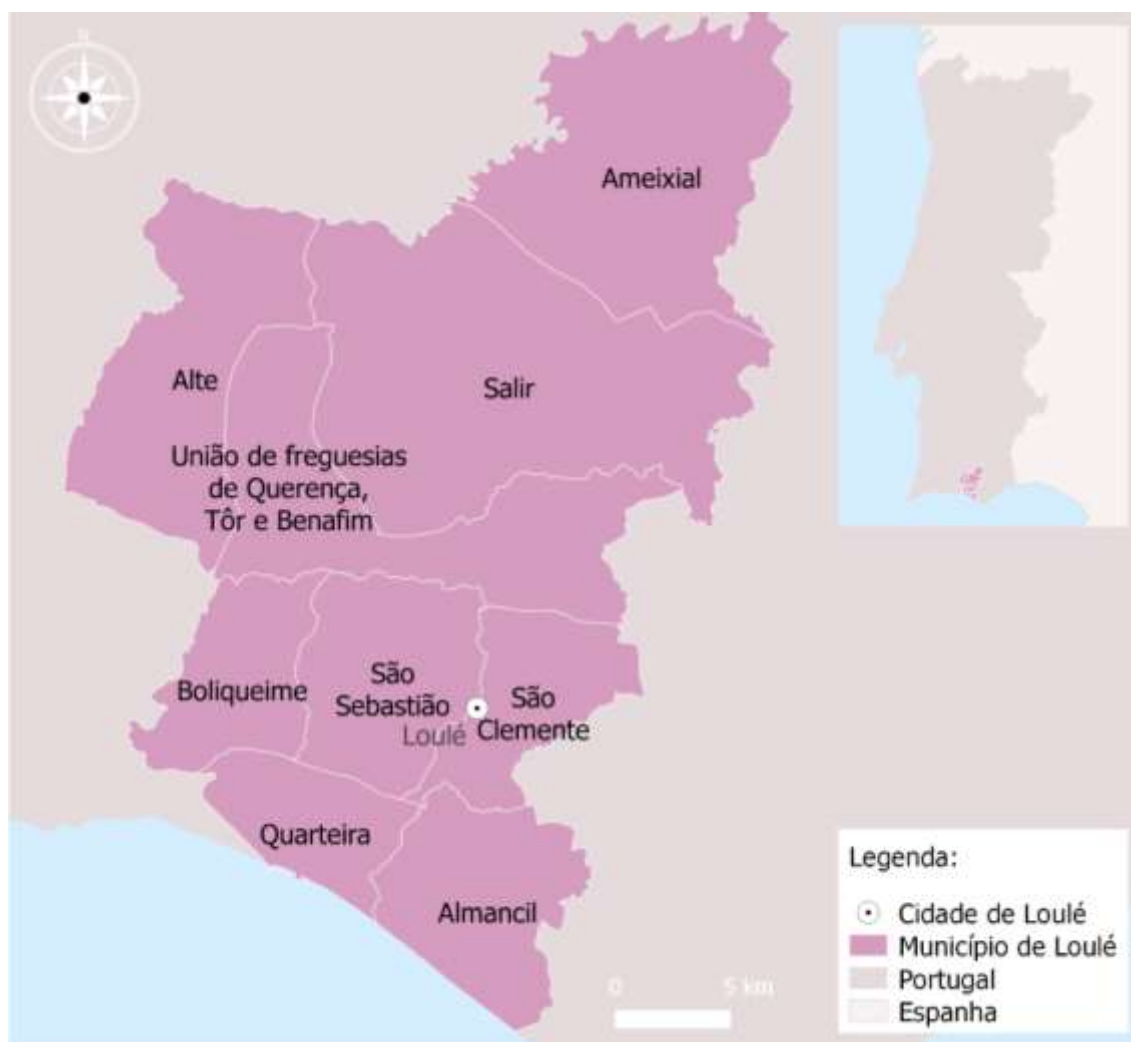 N
Ameixial
Alte
Salir
União de freguesias
de Querença,
Tôr e Benafim
Boliqueime
São
Sebastião
São
Clemente
Loulé
Quarteira
Almancil
0 5 km
Legenda:
Cidade de Loulé
Município de Loulé
Portugal
Espanha